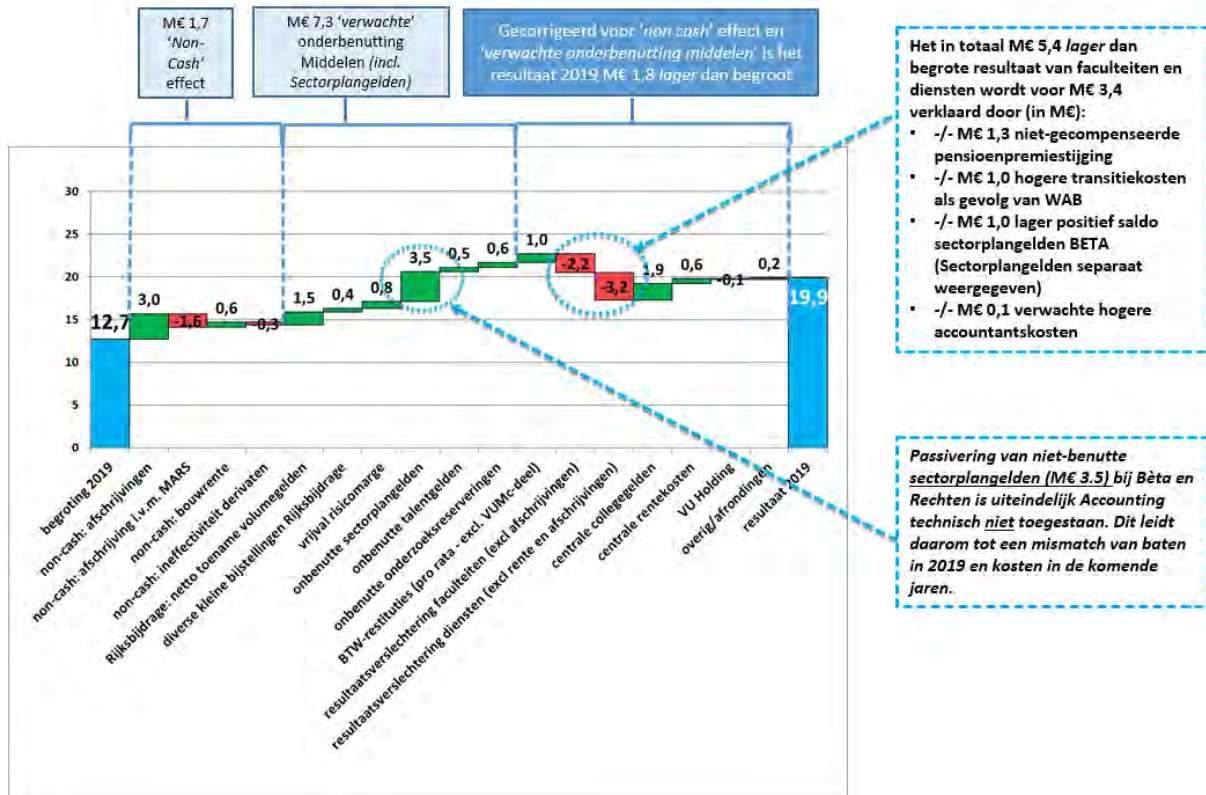 M€ 1,7
‘Non-
Cash’
effect
M€ 7,3 ‘verwachte’
onderbenutting
Middelen (incl.
Sectorplangelden)
Gecorrigeerd voor ‘non cash’ effect en
‘verwachte onderbenutting middelen’ is het
resultaat 2019 M€ 1,8 lager dan begroot
Het in totaal M€ 5,4 lager dan
begrote resultaat van faculteiten en
diensten wordt voor M€ 3,4
verklaard door (in M€):
• -/- M€ 1,3 niet-gecompenseerde
pensioenpremiestijging
• -/- M€ 1,0 hogere transitiekosten
als gevolg van WAB
• -/- M€ 1,0 lager positief saldo
sectorplangelden BETA
(Sectorplangelden separaat
weergegeven)
• -/- M€ 0,1 verwachte hogere
accountantskosten
30
25
20
15
10
5
0
12,7
3,0
-1,6
0,6
-0,3
1,5
0,4
0,8
3,5
0,5
0,6
1,0
-2,2
-3,2
1,9
0,6
-0,1
0,2
19,9
begroting 2019
non-cash: afschrijvingen
non-cash: afschrijving i.v.m. MARS
non-cash: bouwrente
non-cash: ineffectiviteit derivaten
Rijksbijdrage: netto toename volumegelden
diverse kleine bijstellingen Rijksbijdrage
vrijval risicomarge
onbenutte sectorplangelden
onbenutte talentgelden
onbenutte onderzoeksreserveringen
BTW-restituties (pro rata - excl. VUMc-deel)
resultaatsverslechtering faculteiten (excl afschrijvingen)
resultaatsverslechtering diensten (excl rente en afschrijvingen)
centrale collegegelden
centrale rentekosten
VU Holding
overig/afrondingen
resultaat 2019
Passivering van niet-benutte
sectorplangelden (M€ 3.5) bij Bèta en
Rechten is uiteindelijk Accounting
technisch niet toegestaan. Dit leidt
daarom tot een mismatch van baten
in 2019 en kosten in de komende
jaren.